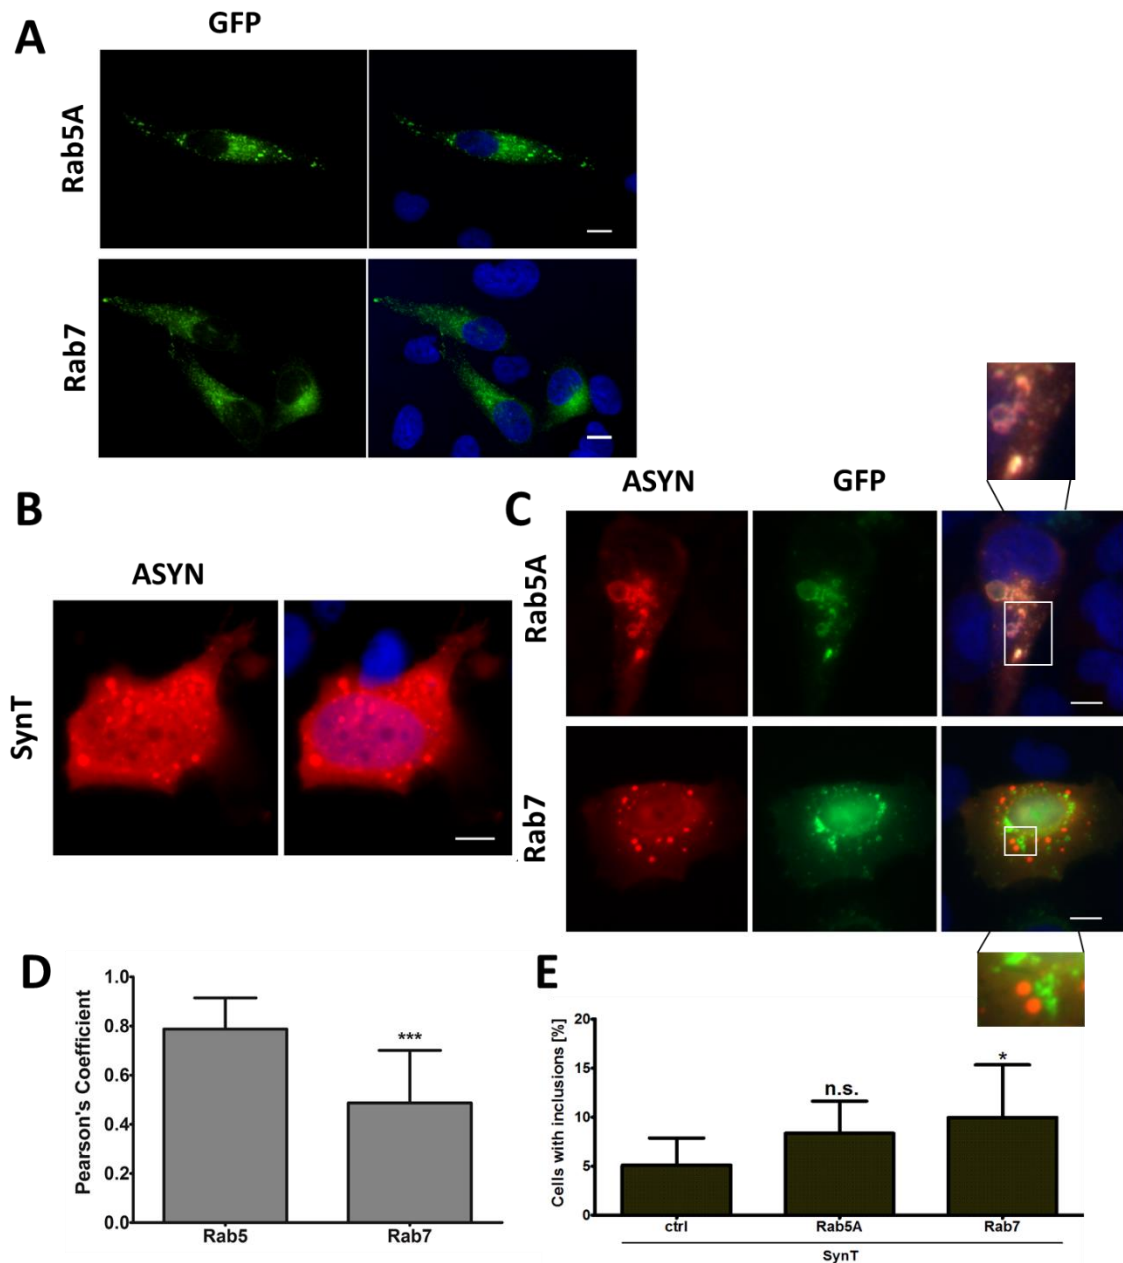 A
GFP
Rab5A
Rab7
B
ASYN
SynT
C
ASYN
GFP
Rab5A
Rab7
D
1.0
0.8
0.6
0.4
0.2
0.0
Pearson's Coefficient
***
Rab5
Rab7
E
20
15
10
5
0
Cells with inclusions [%]
n.s.
*
ctrl
Rab5A
Rab7
SynT